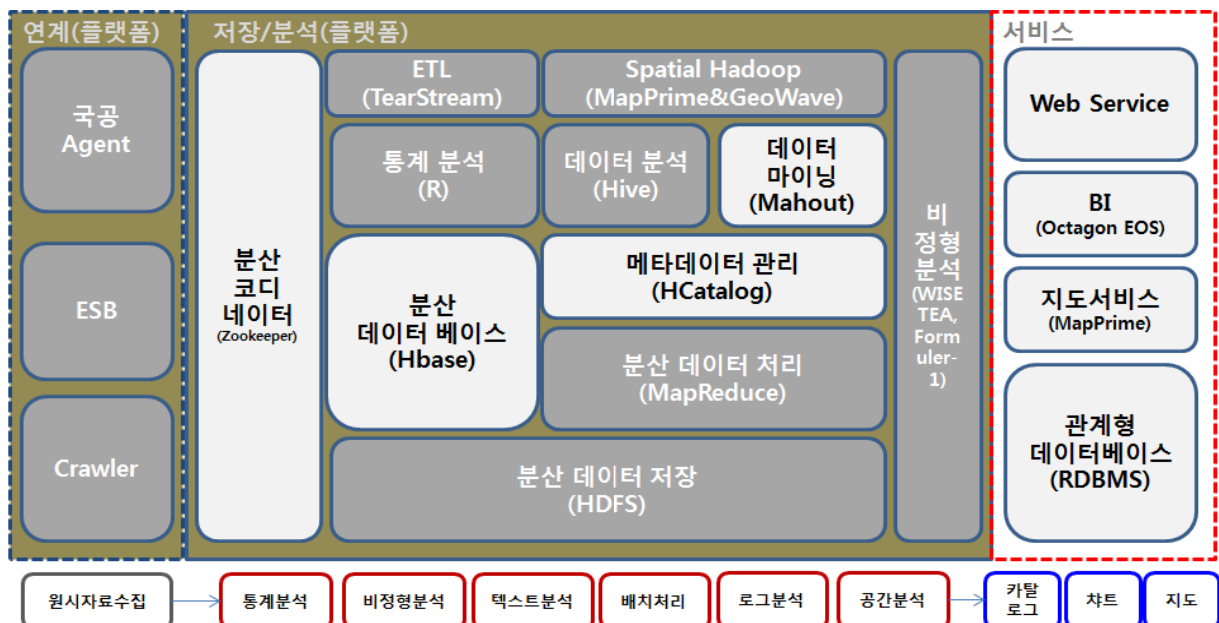 연계(플랫폼)
국공
Agent
ESB
Crawler
저장/분석(플랫폼)
분산
코디
네이터
(Zookeeper)
ETL
(TearStream)
Spatial Hadoop
(MapPrime&GeoWave)
통계 분석
(R)
데이터 분석
(Hive)
데이터
마이닝
(Mahout)
분산
데이터 베이스
(Hbase)
메타데이터 관리
(HCatalog)
분산 데이터 처리
(MapReduce)
분산 데이터 저장
(HDFS)
비
정형
분석
(WISE
TEA,
Form
uler-
1)
서비스
Web Service
BI
(Octagon EOS)
지도서비스
(MapPrime)
관계형
데이터베이스
(RDBMS)
원시자료수집
통계분석
비정형분석
텍스트분석
배치처리
로그분석
공간분석
카탈
로그
챠트
지도